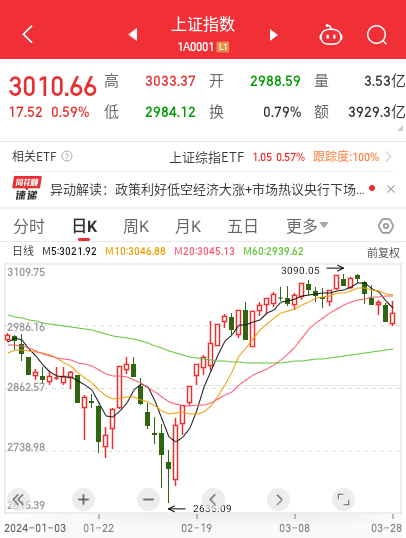 上证指数
1A0001 L1
3010.66 高 3033.37 开 2988.59 量 3.53亿
17.52 0.59% 低 2984.12 换 0.79% 额 3929.3亿
相关ETF ? 上证综指ETF 1.05 0.57% 跟踪度:100%
同花顺 速递 异动解读：政策利好低空经济大涨+市场热议央行下场...
分时 日K 周K 月K 五日 更多
日线 M5:3021.92 M10:3046.88 M20:3045.13 M60:2939.62 前复权
3109.75
3090.05
2986.16
2862.57
2738.98
2635.09
2024-01-03 01-22 02-19 03-08 03-28